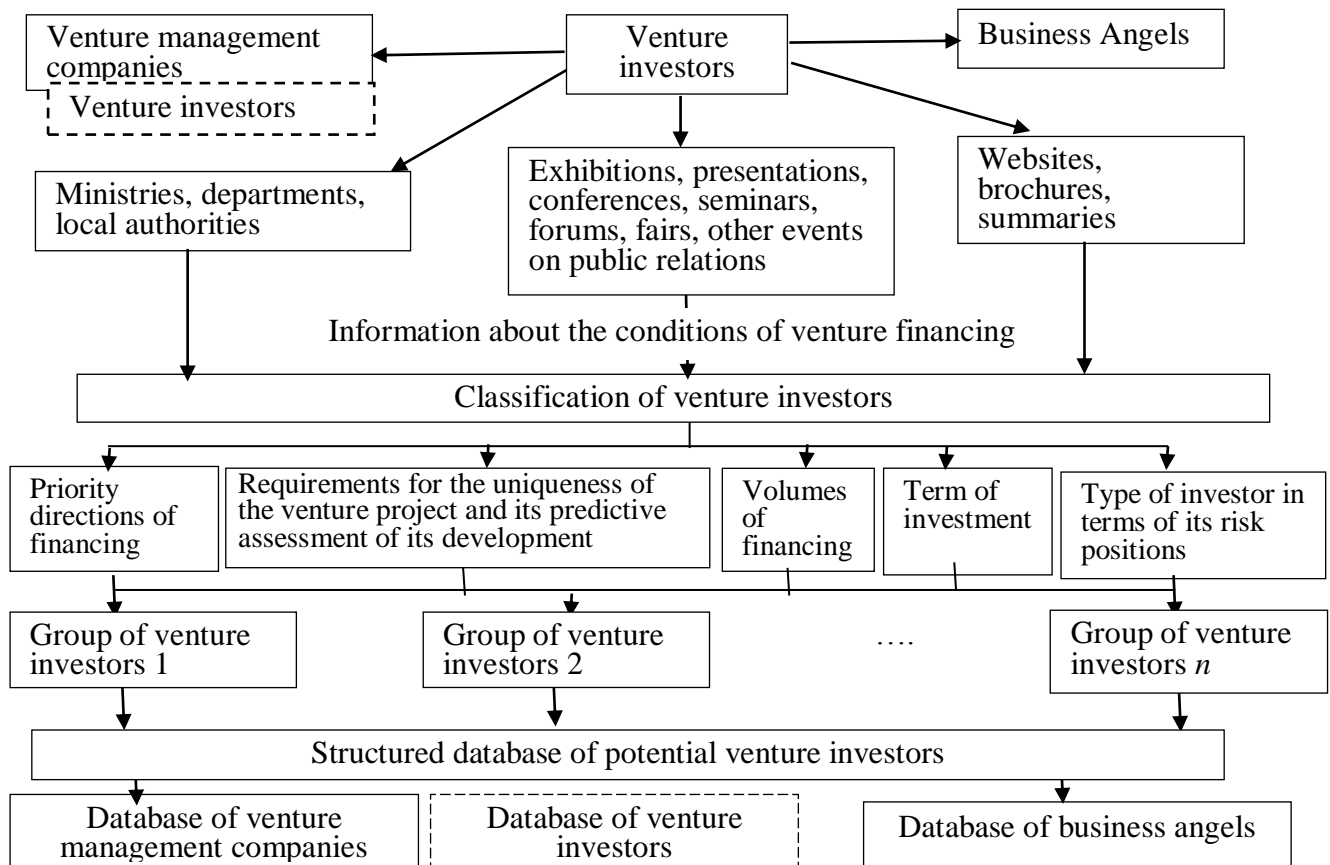 Venture management
companies
Venture investors
Venture
investors
Business Angels
Ministries, departments,
local authorities
Exhibitions, presentations,
conferences, seminars,
forums, fairs, other events
on public relations
Websites,
brochures,
summaries
Information about the conditions of venture financing
Classification of venture investors
Priority
directions of
financing
Requirements for the uniqueness of
the venture project and its predictive
assessment of its development
Volumes
of
financing
Term of
investment
Type of investor in
terms of its risk
positions
Group of venture
investors 1
Group of venture
investors 2
….
Group of venture
investors n
Structured database of potential venture investors
Database of venture
management companies
Database of venture
investors
Database of business angels